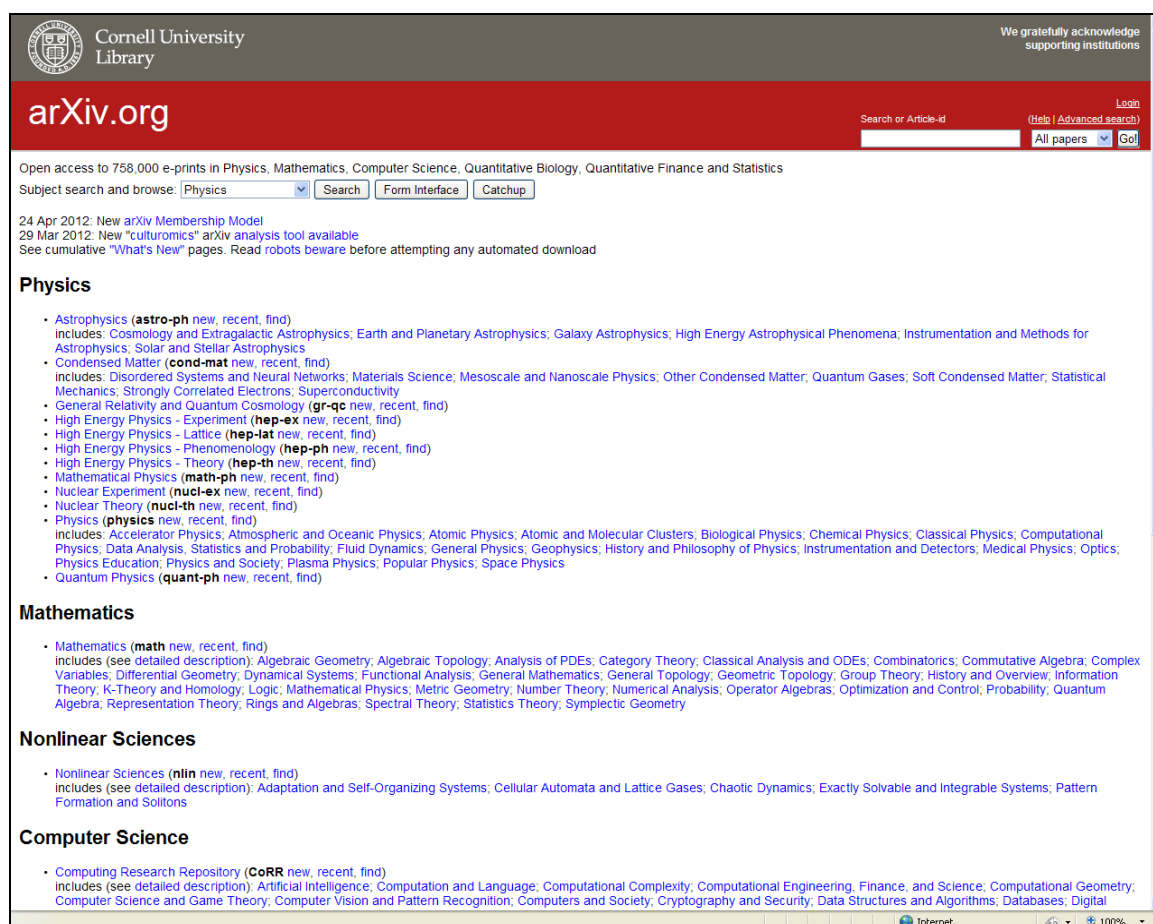 Cornell University
Library
We gratefully acknowledge
supporting institutions
arXiv.org
Login
Search or Article-id
(Help | Advanced search)
All papers
Go!
Open access to 758,000 e-prints in Physics, Mathematics, Computer Science, Quantitative Biology, Quantitative Finance and Statistics
Subject search and browse: Physics Search Form Interface Catchup
24 Apr 2012: New arXiv Membership Model
29 Mar 2012: New "culturomics" arXiv analysis tool available
See cumulative "What's New" pages. Read robots beware before attempting any automated download
Physics
• Astrophysics (astro-ph new, recent, find)
includes: Cosmology and Extragalactic Astrophysics; Earth and Planetary Astrophysics; Galaxy Astrophysics; High Energy Astrophysical Phenomena; Instrumentation and Methods for
Astrophysics; Solar and Stellar Astrophysics
• Condensed Matter (cond-mat new, recent, find)
includes: Disordered Systems and Neural Networks; Materials Science; Mesoscale and Nanoscale Physics; Other Condensed Matter; Quantum Gases; Soft Condensed Matter; Statistical
Mechanics; Strongly Correlated Electrons; Superconductivity
• General Relativity and Quantum Cosmology (gr-qc new, recent, find)
• High Energy Physics - Experiment (hep-ex new, recent, find)
• High Energy Physics - Lattice (hep-lat new, recent, find)
• High Energy Physics - Phenomenology (hep-ph new, recent, find)
• High Energy Physics - Theory (hep-th new, recent, find)
• Mathematical Physics (math-ph new, recent, find)
• Nuclear Experiment (nucl-ex new, recent, find)
• Nuclear Theory (nucl-th new, recent, find)
• Physics (physics new, recent, find)
includes: Accelerator Physics; Atmospheric and Oceanic Physics; Atomic Physics; Atomic and Molecular Clusters; Biological Physics; Chemical Physics; Classical Physics; Computational
Physics; Data Analysis, Statistics and Probability; Fluid Dynamics; General Physics; Geophysics; History and Philosophy of Physics; Instrumentation and Detectors; Medical Physics; Optics;
Physics Education; Physics and Society; Plasma Physics; Popular Physics; Space Physics
• Quantum Physics (quant-ph new, recent, find)
Mathematics
• Mathematics (math new, recent, find)
includes (see detailed description): Algebraic Geometry; Algebraic Topology; Analysis of PDEs; Category Theory; Classical Analysis and ODEs; Combinatorics; Commutative Algebra; Complex
Variables; Differential Geometry; Dynamical Systems; Functional Analysis; General Mathematics; General Topology; Geometric Topology; Group Theory; History and Overview; Information
Theory; K-Theory and Homology; Logic; Mathematical Physics; Metric Geometry; Number Theory; Numerical Analysis; Operator Algebras; Optimization and Control; Probability; Quantum
Algebra; Representation Theory; Rings and Algebras; Spectral Theory; Statistics Theory; Symplectic Geometry
Nonlinear Sciences
• Nonlinear Sciences (nlin new, recent, find)
includes (see detailed description): Adaptation and Self-Organizing Systems; Cellular Automata and Lattice Gases; Chaotic Dynamics; Exactly Solvable and Integrable Systems; Pattern
Formation and Solitons
Computer Science
• Computing Research Repository (CoRR new, recent, find)
includes (see detailed description): Artificial Intelligence; Computation and Language; Computational Complexity; Computational Engineering, Finance, and Science; Computational Geometry;
Computer Science and Game Theory; Computer Vision and Pattern Recognition; Computers and Society; Cryptography and Security; Data Structures and Algorithms; Databases; Digital
Internet 100%